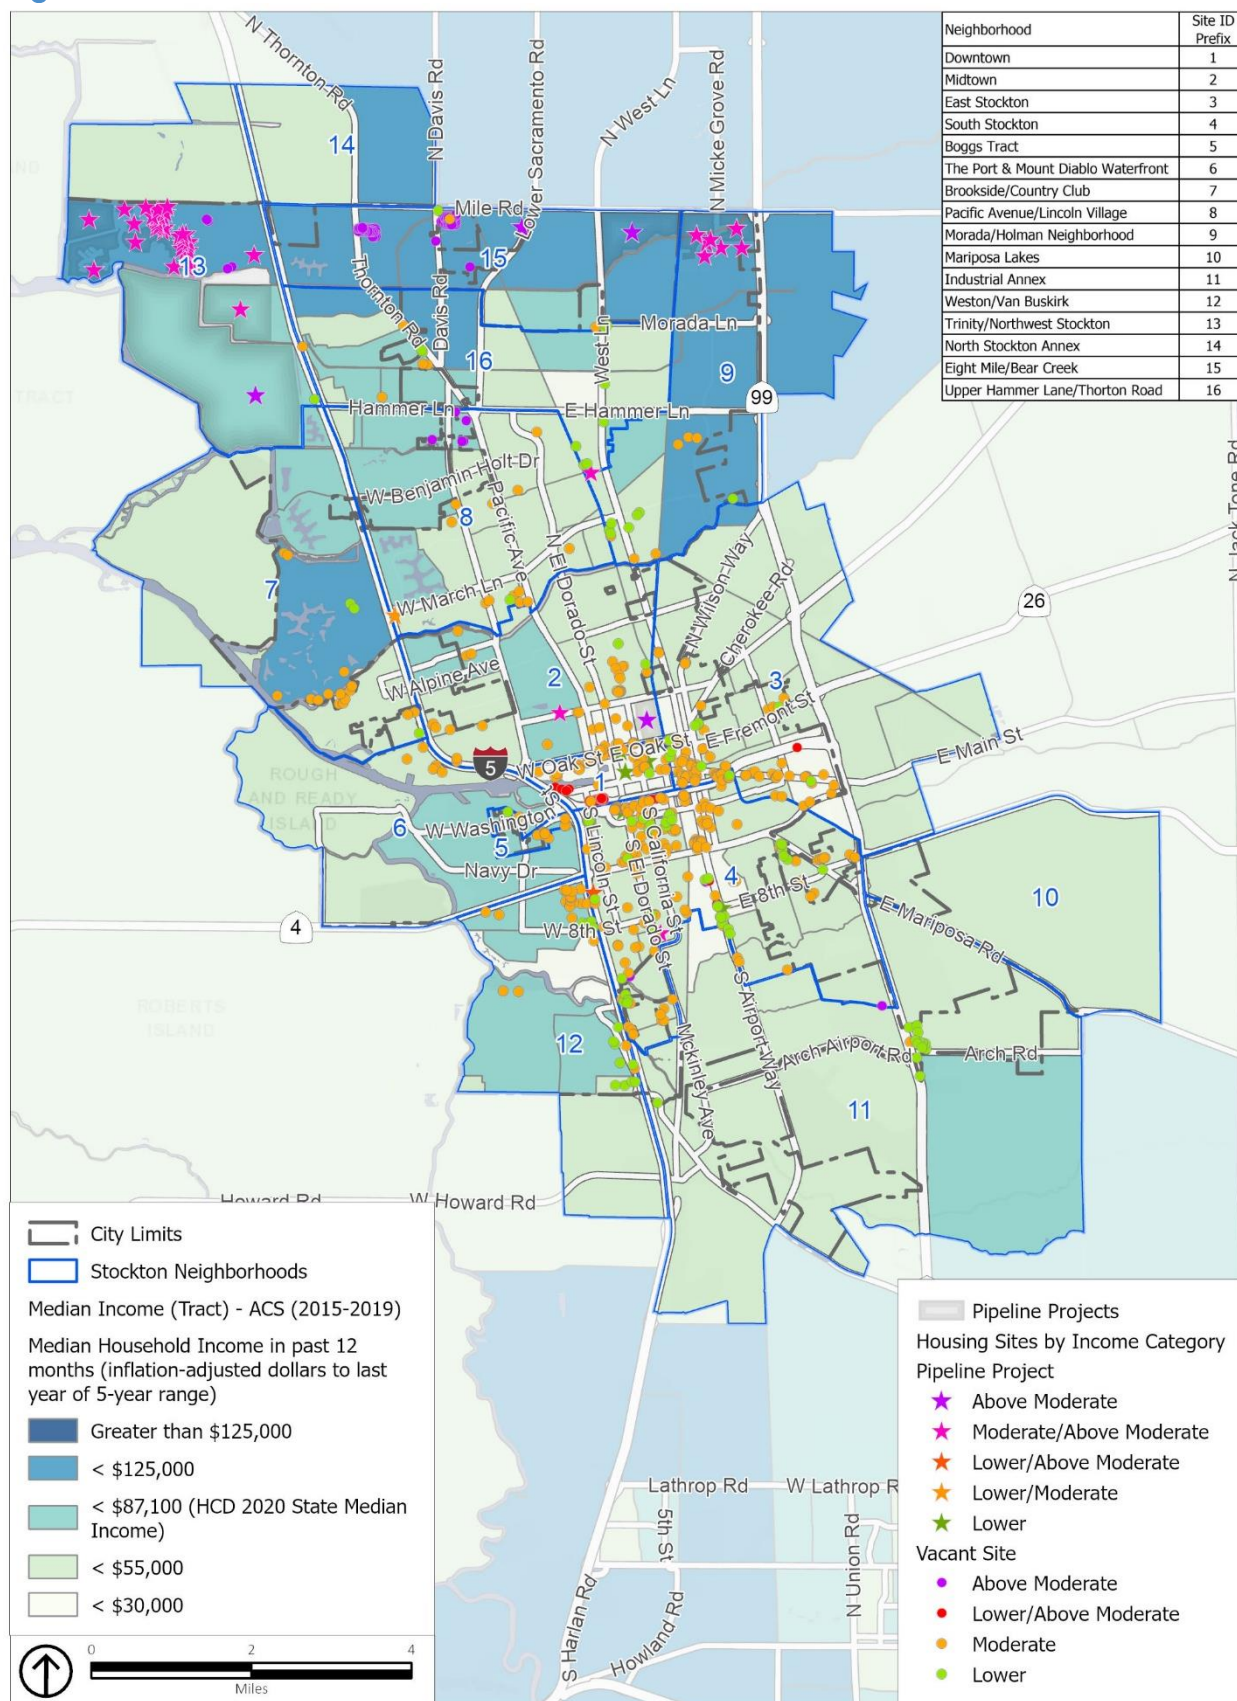 Neighborhood
Site ID
Prefix
Downtown 1
Midtown 2
East Stockton 3
South Stockton 4
Boggs Tract 5
The Port & Mount Diablo Waterfront 6
Brookside/Country Club 7
Pacific Avenue/Lincoln Village 8
Morada/Holman Neighborhood 9
Mariposa Lakes 10
Industrial Annex 11
Weston/Van Buskirk 12
Trinity/Northwest Stockton 13
North Stockton Annex 14
Eight Mile/Bear Creek 15
Upper Hammer Lane/Thorton Road 16
N Thornton Rd
N Davis Rd
Lower Sacramento Rd
N West Ln
N Micke Grove Rd
14
Mile Rd
13
15
Thornton Rd
Davis Rd
West Ln
Morada Ln
16
9
TRACT
99
Hammer Ln
E Hammer Ln
W Benjamin Holt Dr
N Jack Tone Rd
8
Pacific Ave
N El Dorado St
N Wilson Way
7
W March Ln
Cherokee Rd
26
W Alpine Ave
2
3
E Fremont St
W Oak St
E Oak St
E Main St
5
ROUGH
AND READY
ISLAND
1
6
W Washington St
5
S Lincoln St
S El Dorado St
S California St
Navy Dr
4
E 8th St
10
4
W 8th St
E Mariposa Rd
ROBERTS
ISLAND
12
S Airport Way
Mckinley Ave
Arch Airport Rd
Arch Rd
11
Howard Rd
W Howard Rd
City Limits
Stockton Neighborhoods
Median Income (Tract) - ACS (2015-2019)
Median Household Income in past 12
months (inflation-adjusted dollars to last
year of 5-year range)
Greater than $125,000
< $125,000
< $87,100 (HCD 2020 State Median
Income)
< $55,000
< $30,000
0 2 4
Miles
Lathrop Rd
W Lathrop R
5th St
N Union Rd
S Harlan Rd
Howland Rd
Pipeline Projects
Housing Sites by Income Category
Pipeline Project
Above Moderate
Moderate/Above Moderate
Lower/Above Moderate
Lower/Moderate
Lower
Vacant Site
Above Moderate
Lower/Above Moderate
Moderate
Lower